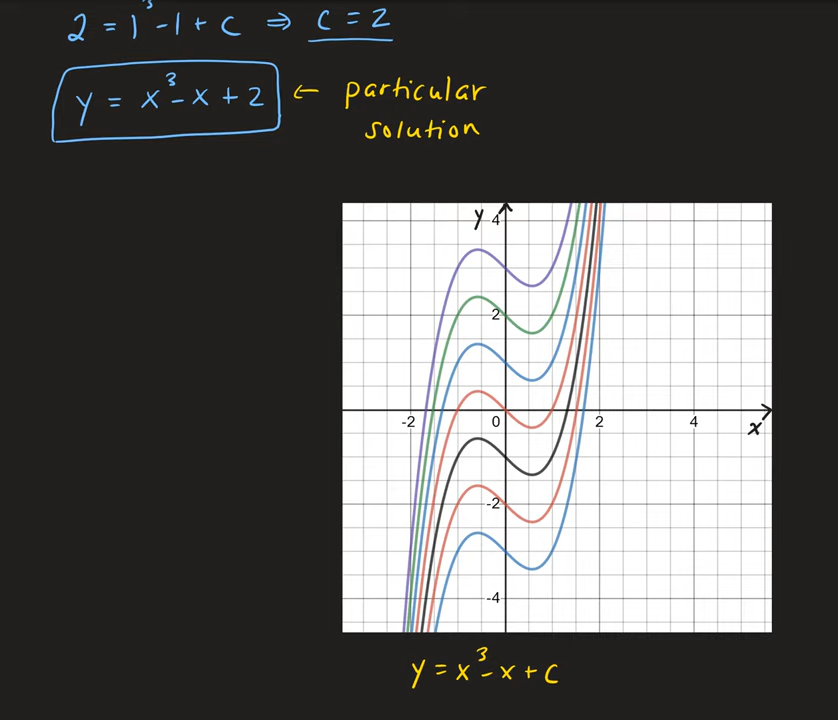 2 = 1³ - 1 + C ⇒ C = 2
y = x³ - x + 2 ← particular
solution
y 4
2
-2 0 2 4 x
-2
-4
y = x³ - x + C